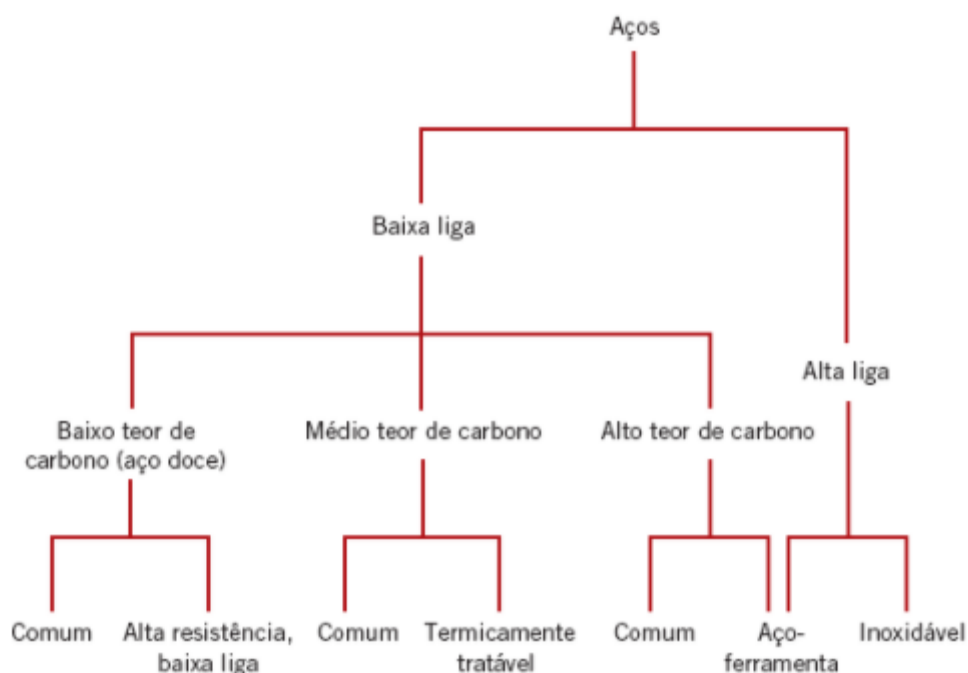 Aços
Baixa liga
Alta liga
Baixo teor de
carbono (aço doce)
Médio teor de carbono
Alto teor de carbono
Comum
Alta resistência,
baixa liga
Comum
Termicamente
tratável
Comum
Aço-
ferramenta
Inoxidável